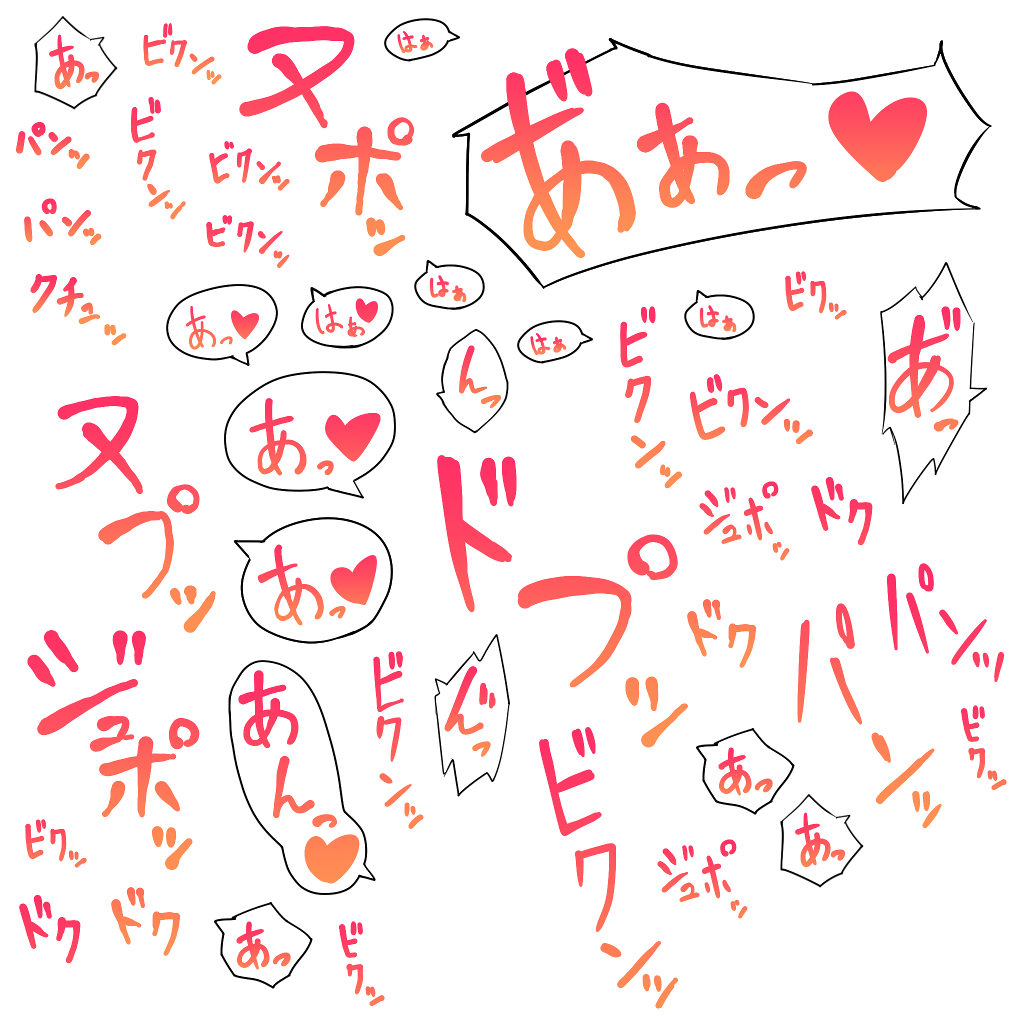 あっ
ビクンッ
ヌポッ
はぁ
あ゛あっ♥
パンッ
ビクンッ
ビクンッ
パンッ
ビクンッ
クチュッ
あっ♥
はぁ♥
はぁ
はぁ
はぁ
ビクッ
あ゛っ
んっ
ビクンッ
ビクンッ
ヌプッ
あっ♥
ドプッ
ジュポッ
ドク
あっ♥
ドク
パンッ
パンッ
ジュポッ
あんっ♥
ビクンッ
ん゛っ
ビクンッ
あっ
ビクッ
あっ
ビクッ
ジュポッ
ドク
ドク
あっ
ビクッ